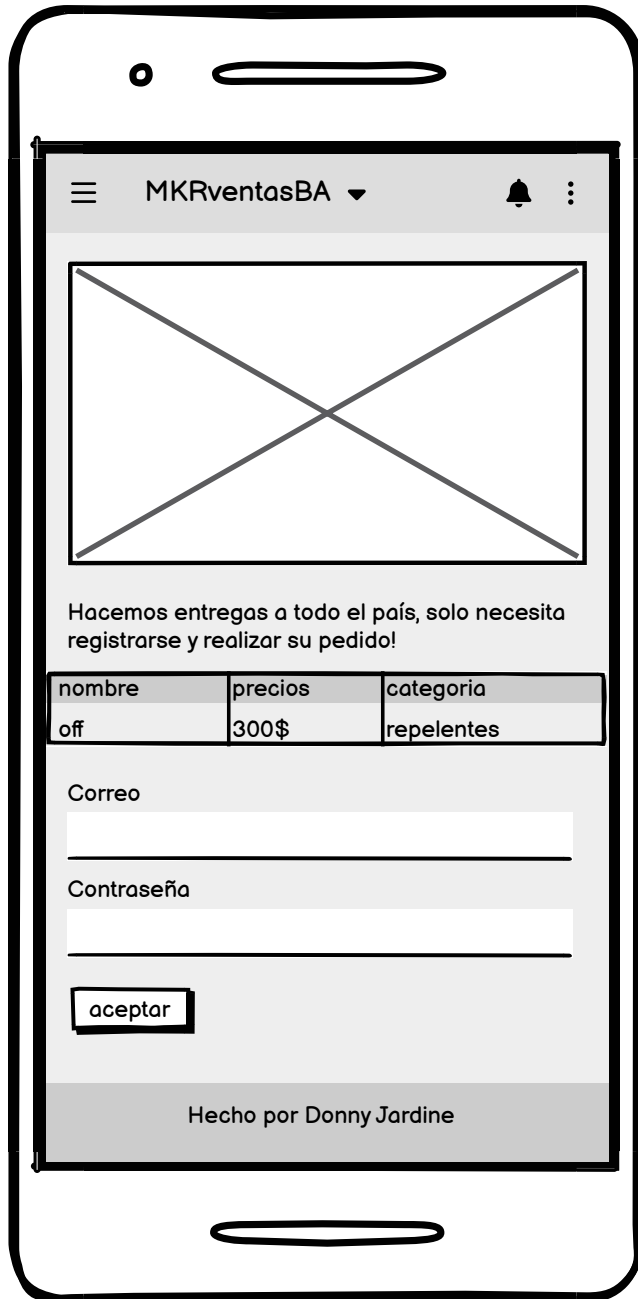 MKRventasBA
Hacemos entregas a todo el país, solo necesita
registrarse y realizar su pedido!
nombre precios categoria
off 300$ repelentes
Correo
Contraseña
aceptar
Hecho por Donny Jardine